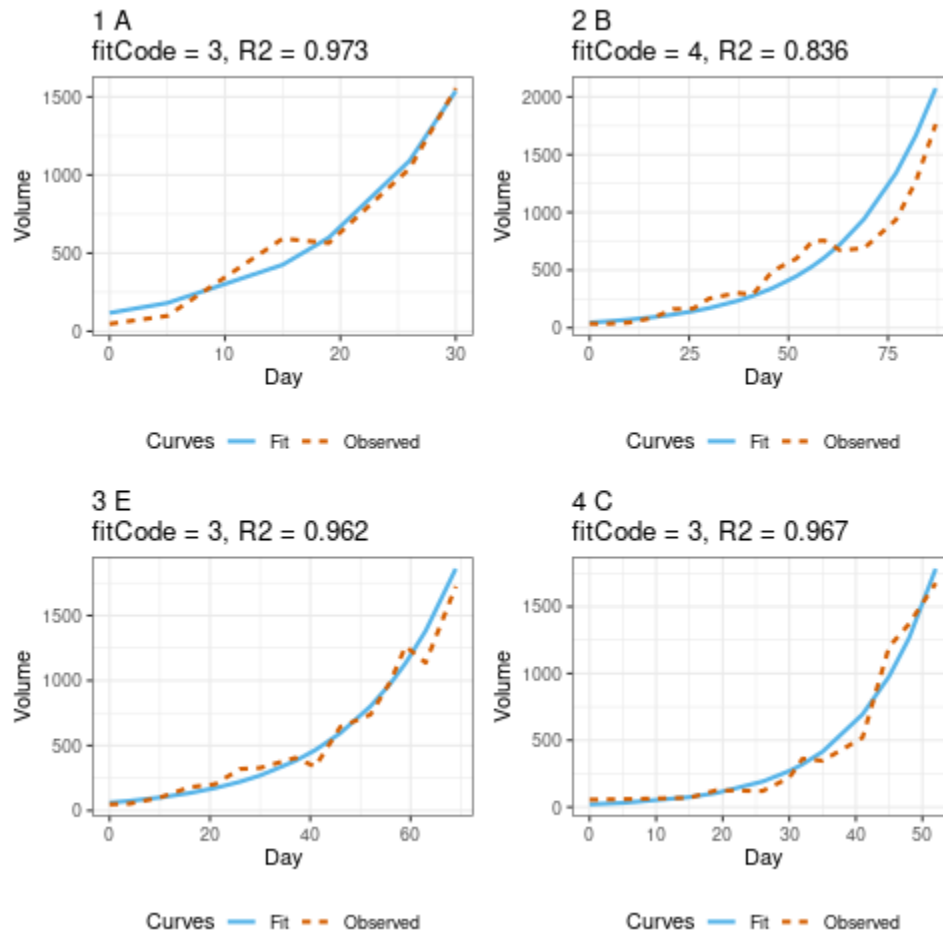 1 A
fitCode = 3, R2 = 0.973
1500
1000
500
0
Volume
0 10 20 30
Day
Curves Fit Observed
2 B
fitCode = 4, R2 = 0.836
2000
1500
1000
500
0
Volume
0 25 50 75
Day
Curves Fit Observed
3 E
fitCode = 3, R2 = 0.962
1500
1000
500
0
Volume
0 20 40 60
Day
Curves Fit Observed
4 C
fitCode = 3, R2 = 0.967
1500
1000
500
0
Volume
0 10 20 30 40 50
Day
Curves Fit Observed